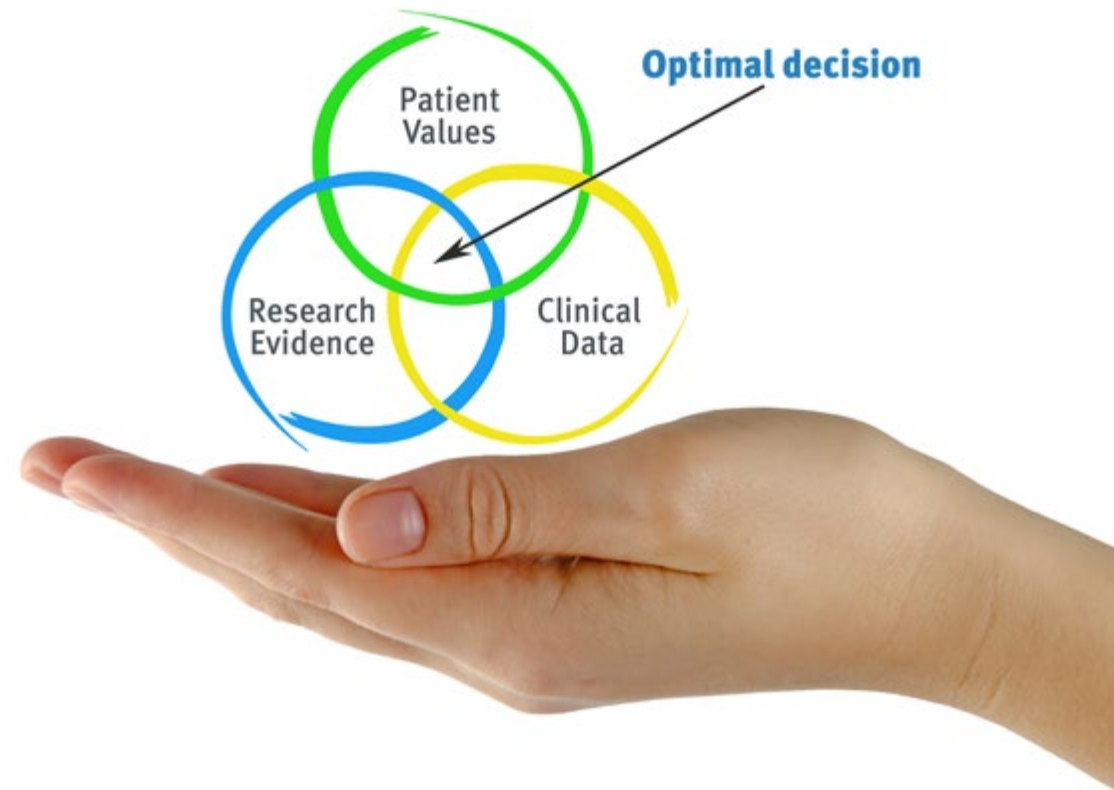 Optimal decision
Patient
Values
Research
Evidence
Clinical
Data